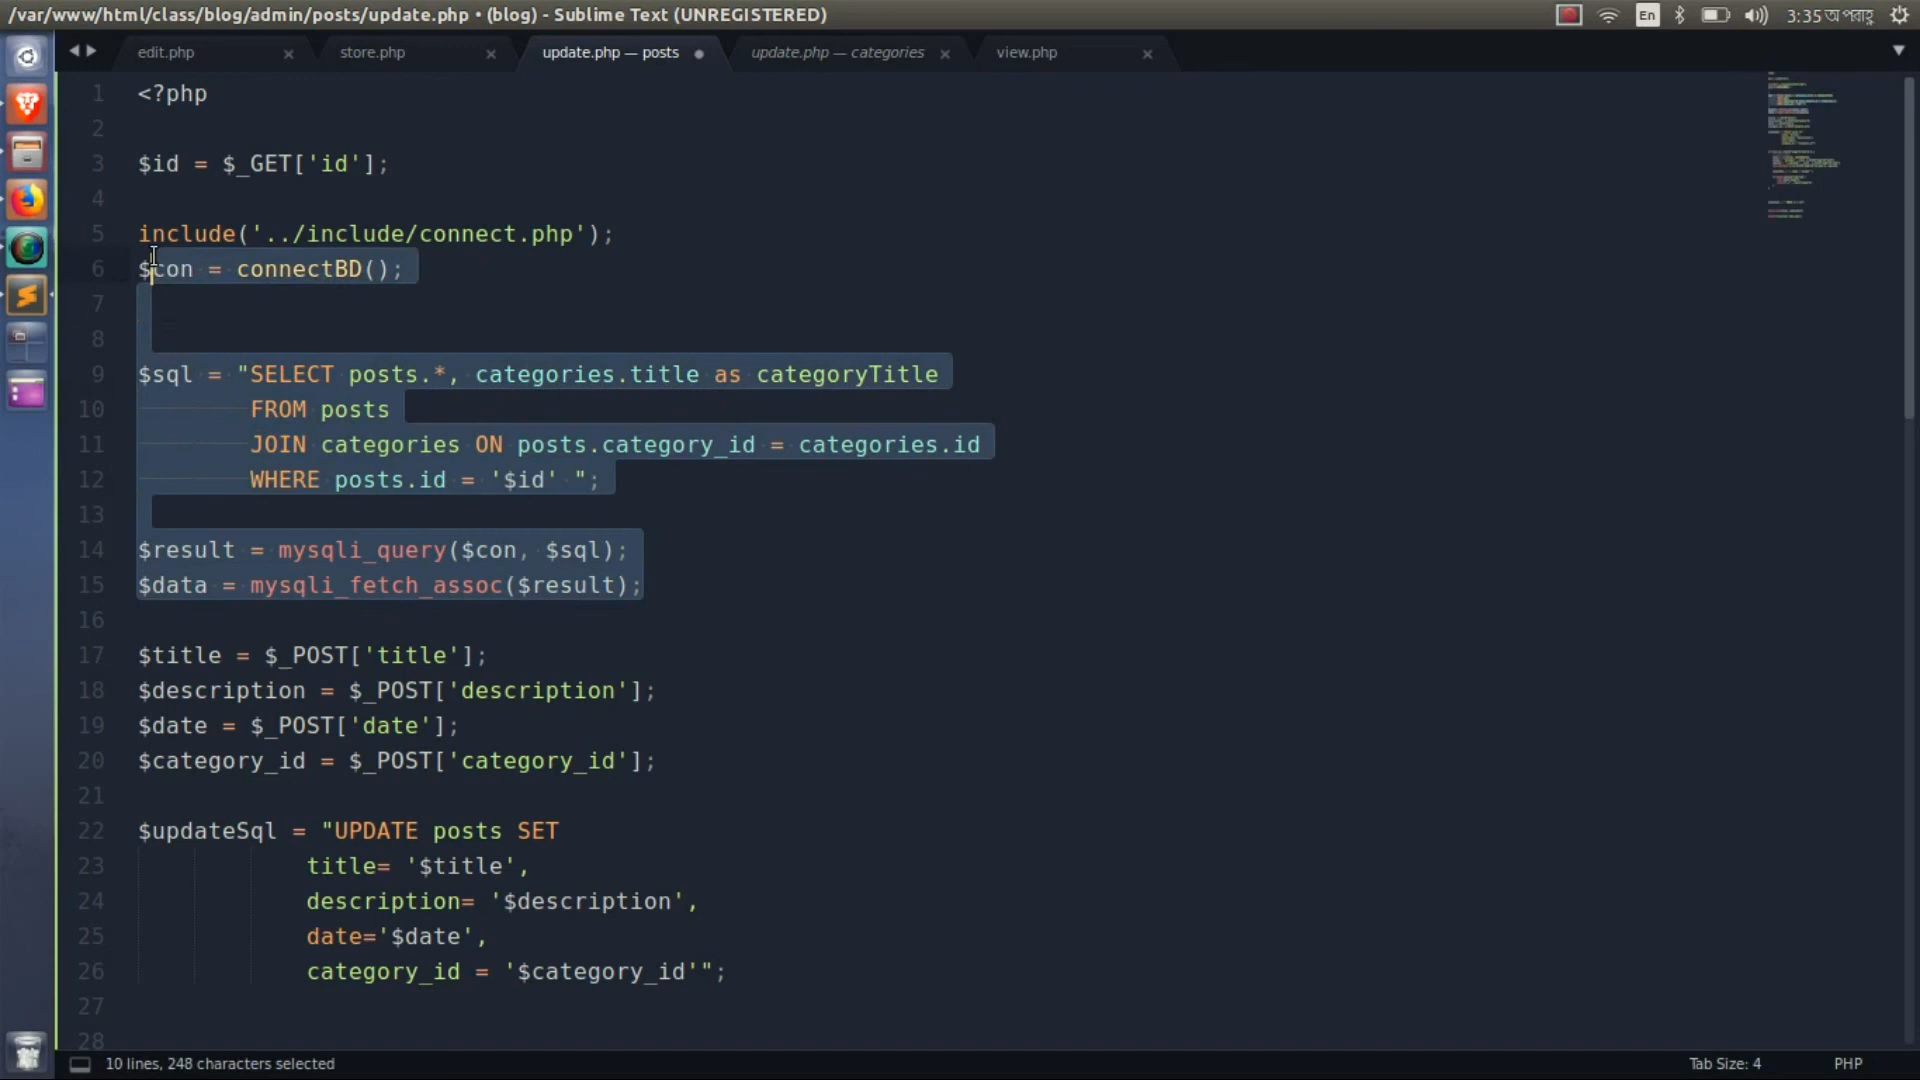 /var/www/html/class/blog/admin/posts/update.php • (blog) - Sublime Text (UNREGISTERED)
En
3:35 অপরাহ্ণ
edit.php
store.php
update.php — posts
update.php — categories
view.php
1 <?php
2
3 $id = $_GET['id'];
4
5 include('../include/connect.php');
6 $con = connectBD();
7
8
9 $sql = "SELECT posts.*, categories.title as categoryTitle
10 FROM posts
11 JOIN categories ON posts.category_id = categories.id
12 WHERE posts.id = '$id' ";
13
14 $result = mysqli_query($con, $sql);
15 $data = mysqli_fetch_assoc($result);
16
17 $title = $_POST['title'];
18 $description = $_POST['description'];
19 $date = $_POST['date'];
20 $category_id = $_POST['category_id'];
21
22 $updateSql = "UPDATE posts SET
23 title= '$title',
24 description= '$description',
25 date='$date',
26 category_id = '$category_id'";
27
28
10 lines, 248 characters selected
Tab Size: 4
PHP